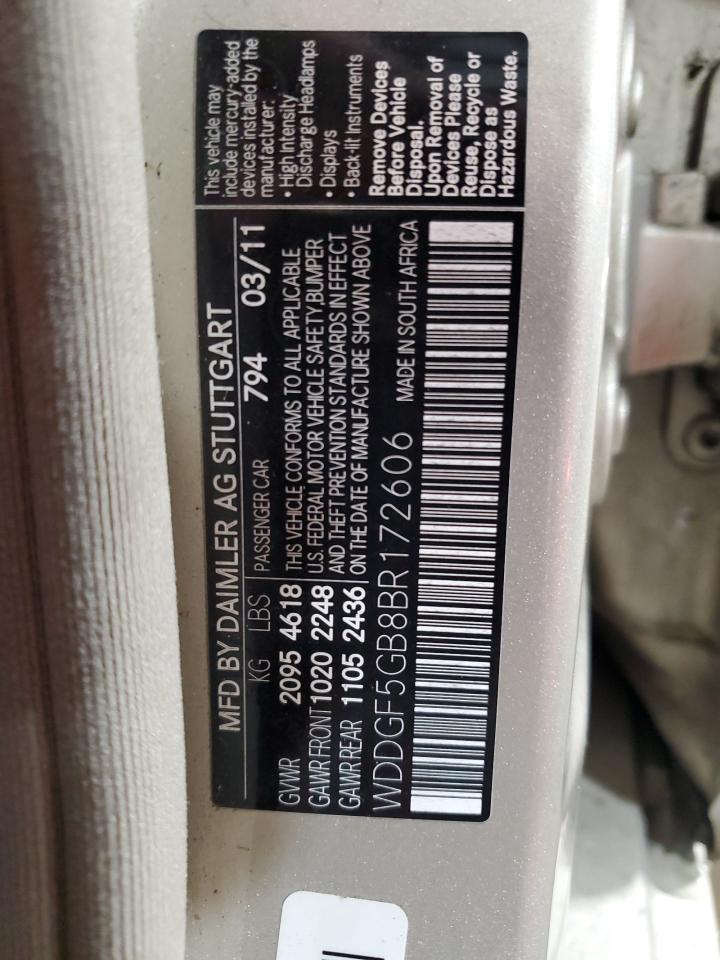 MFD BY DAIMLER AG STUTTGART
KG LBS PASSENGER CAR 794 03/11
GVWR 2095 4618
GAWR FRONT 1020 2248
GAWR REAR 1105 2436
THIS VEHICLE CONFORMS TO ALL APPLICABLE
U.S. FEDERAL MOTOR VEHICLE SAFETY,BUMPER
AND THEFT PREVENTION STANDARDS IN EFFECT
ON THE DATE OF MANUFACTURE SHOWN ABOVE
WDDGF5GB8BR172606 MADE IN SOUTH AFRICA
This vehicle may
include mercury-added
devices installed by the
manufacturer:
• High Intensity
Discharge Headlamps
• Displays
• Back-lit Instruments
Remove Devices
Before Vehicle
Disposal.
Upon Removal of
Devices Please
Reuse, Recycle or
Dispose as
Hazardous Waste.